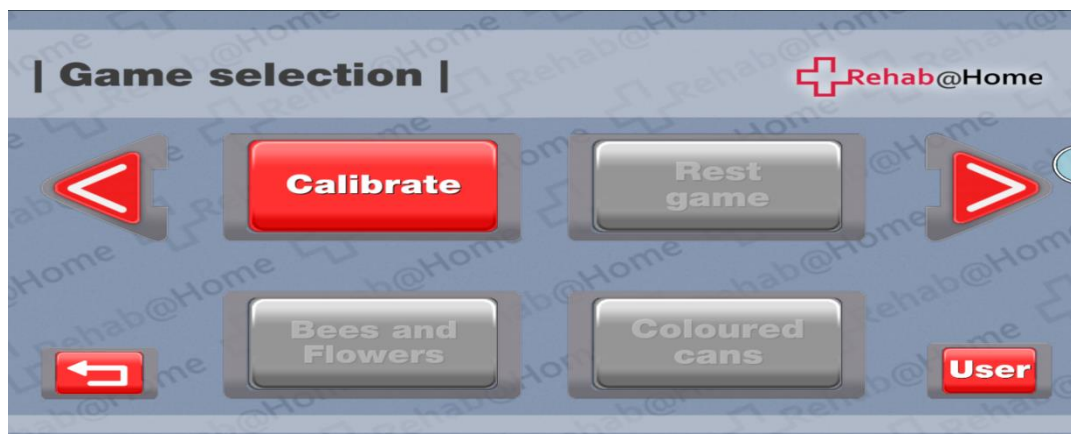 | Game selection |
Rehab@Home
<
Calibrate
Rest
game
>
Bees and
Flowers
Coloured
cans
User